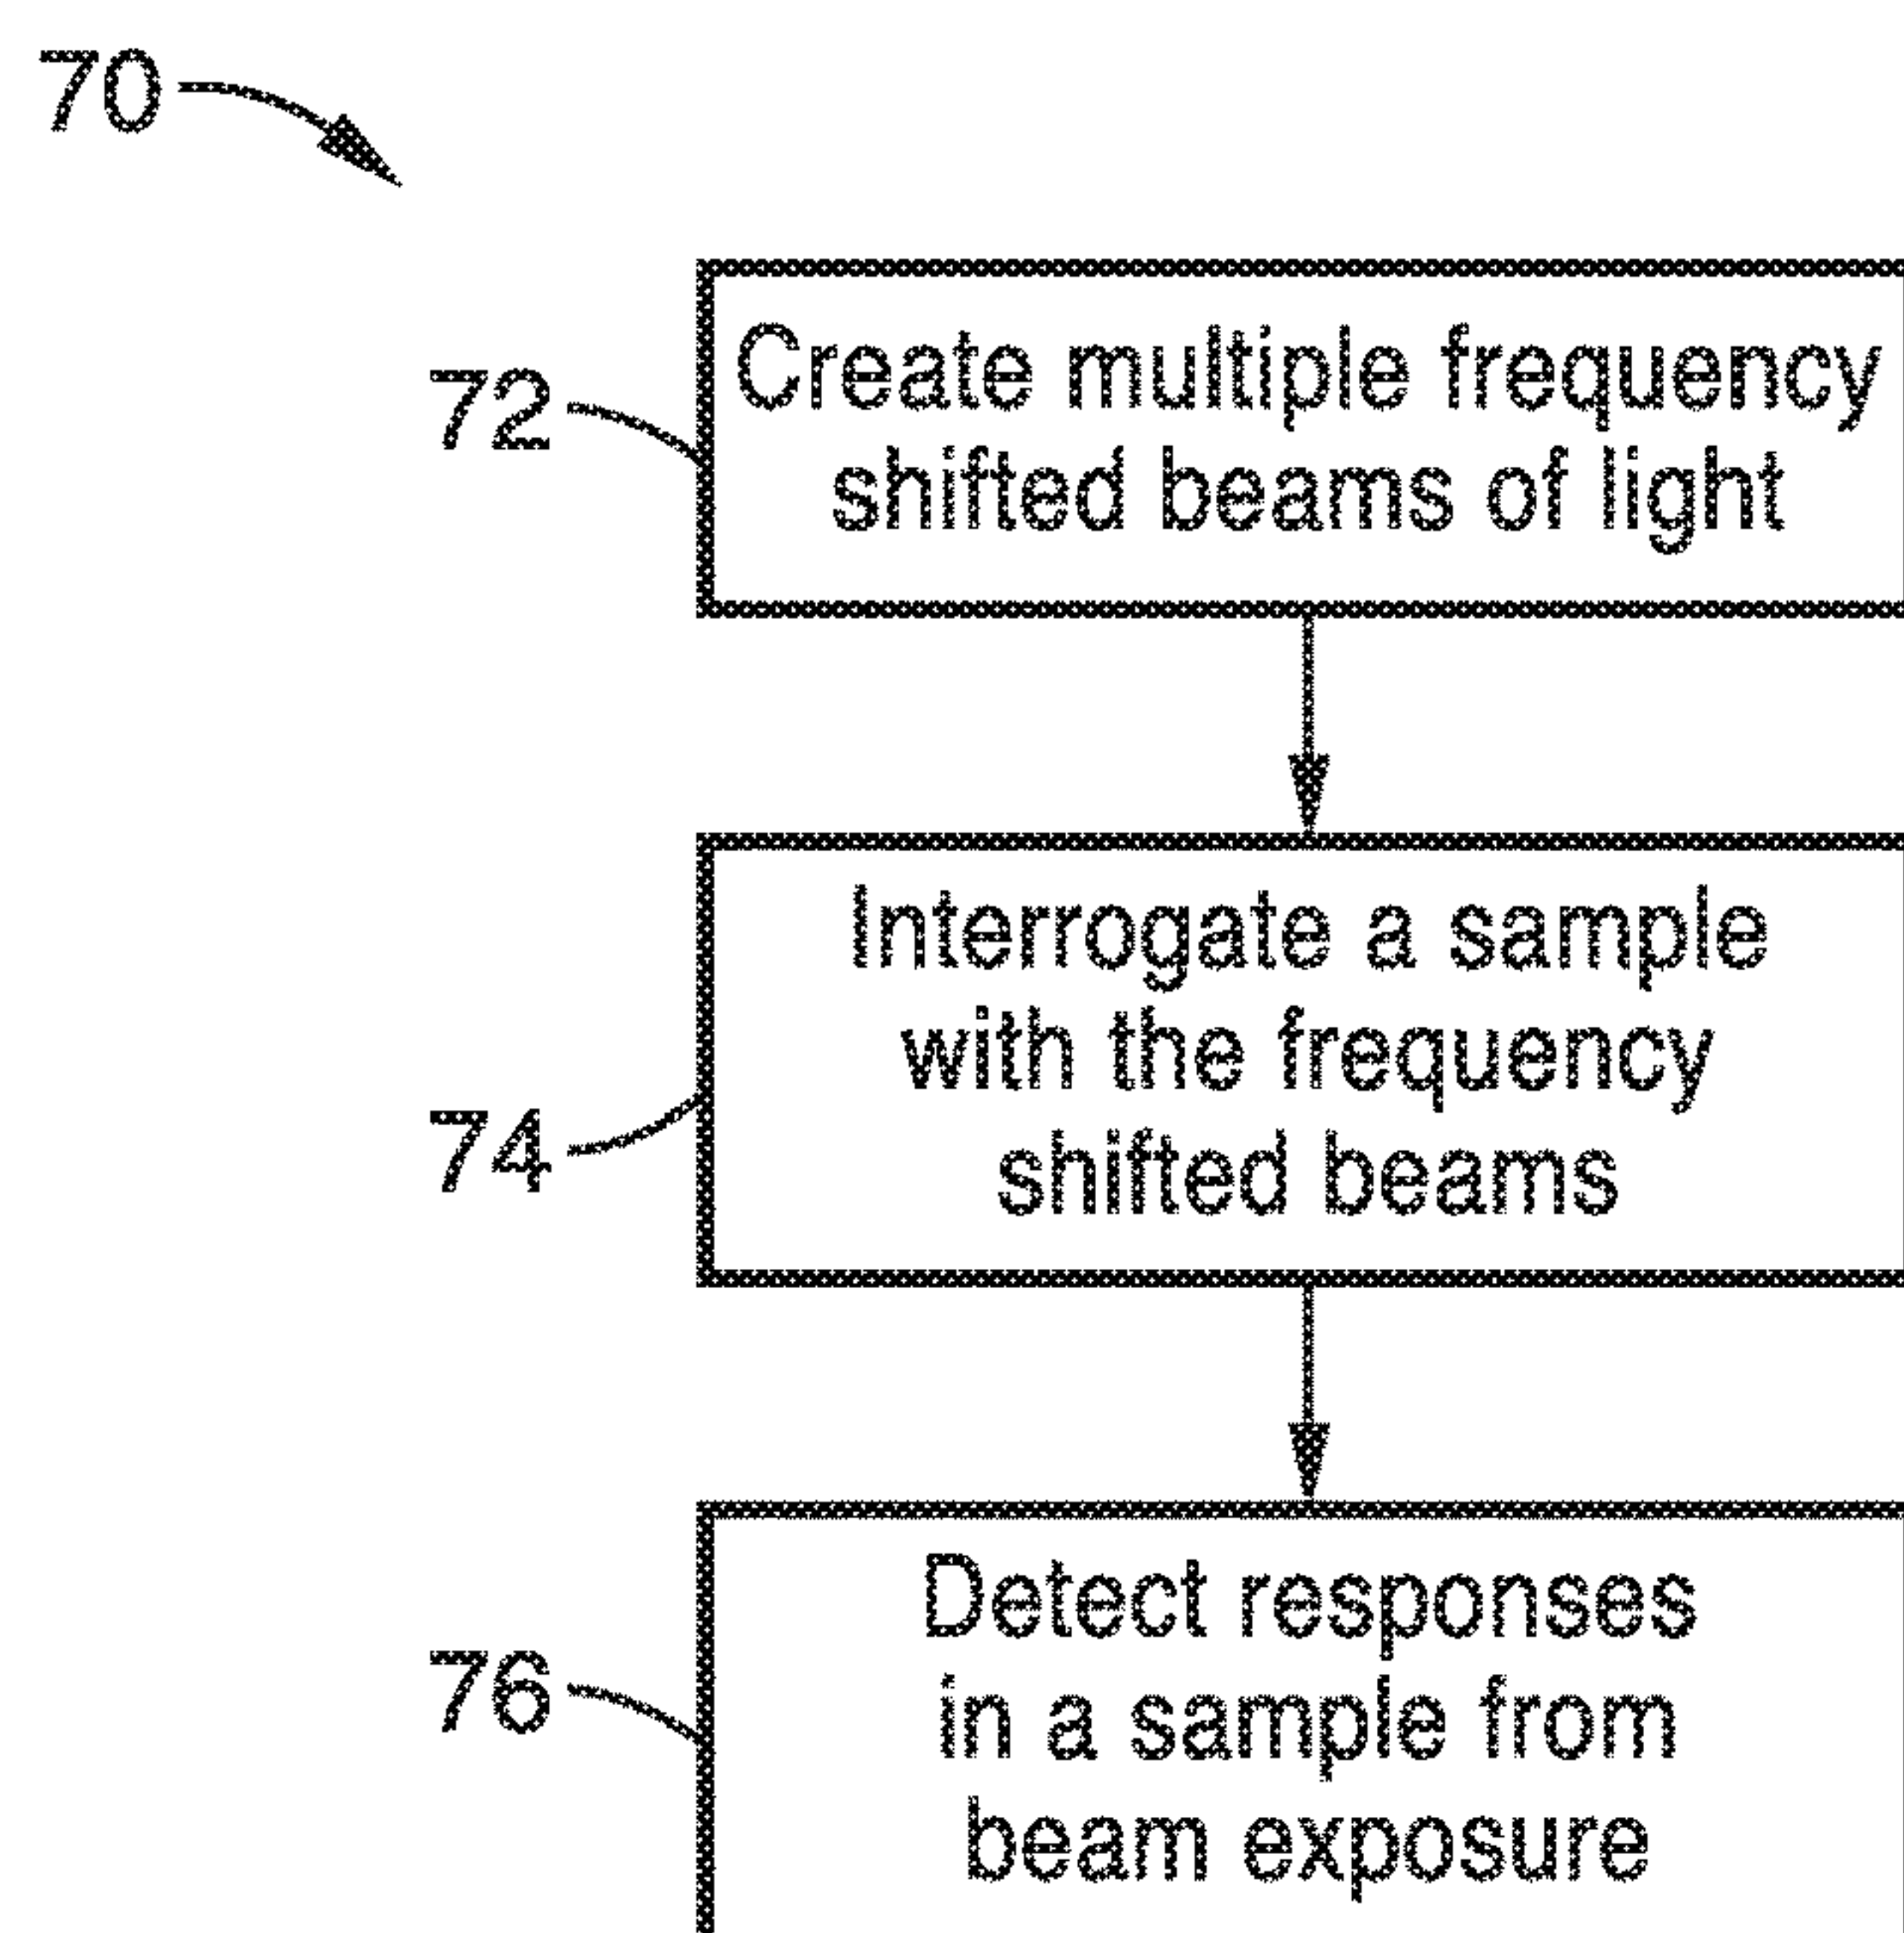 70
72
Create multiple frequency
shifted beams of light
74
Interrogate a sample
with the frequency
shifted beams
76
Detect responses
in a sample from
beam exposure